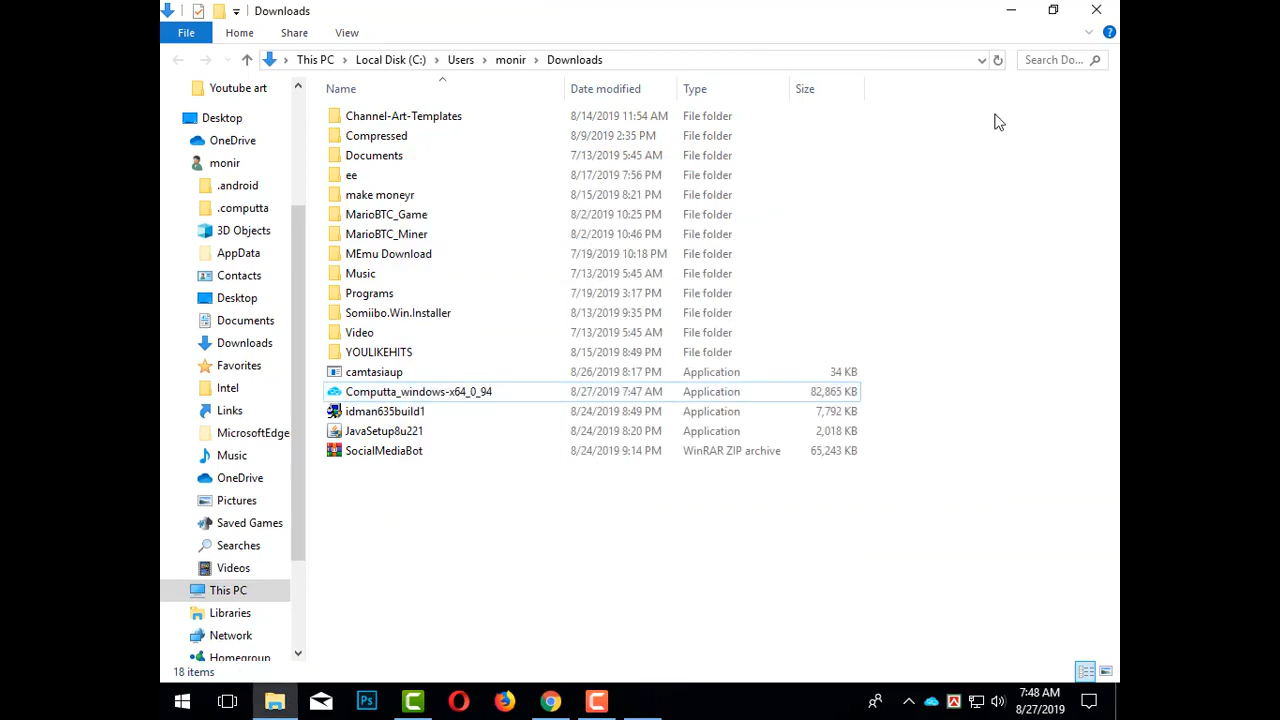 Downloads
File Home Share View
This PC Local Disk (C:) Users monir Downloads Search Do...
Name Date modified Type Size
Youtube art
Desktop
OneDrive
monir
.android
.computta
3D Objects
AppData
Contacts
Desktop
Documents
Downloads
Favorites
Intel
Links
MicrosoftEdge
Music
OneDrive
Pictures
Saved Games
Searches
Videos
This PC
Libraries
Network
Homegroup
Channel-Art-Templates 8/14/2019 11:54 AM File folder
Compressed 8/9/2019 2:35 PM File folder
Documents 7/13/2019 5:45 AM File folder
ee 8/17/2019 7:56 PM File folder
make moneyr 8/15/2019 8:21 PM File folder
MarioBTC_Game 8/2/2019 10:25 PM File folder
MarioBTC_Miner 8/2/2019 10:46 PM File folder
MEmu Download 7/19/2019 10:18 PM File folder
Music 7/13/2019 5:45 AM File folder
Programs 7/19/2019 3:17 PM File folder
Somiibo.Win.Installer 8/13/2019 9:35 PM File folder
Video 7/13/2019 5:45 AM File folder
YOULIKEHITS 8/15/2019 8:49 PM File folder
camtasiaup 8/26/2019 8:17 PM Application 34 KB
Computta_windows-x64_0_94 8/27/2019 7:47 AM Application 82,865 KB
idman635build1 8/24/2019 8:49 PM Application 7,792 KB
JavaSetup8u221 8/24/2019 8:20 PM Application 2,018 KB
SocialMediaBot 8/24/2019 9:14 PM WinRAR ZIP archive 65,243 KB
18 items
Ps
7:48 AM
8/27/2019